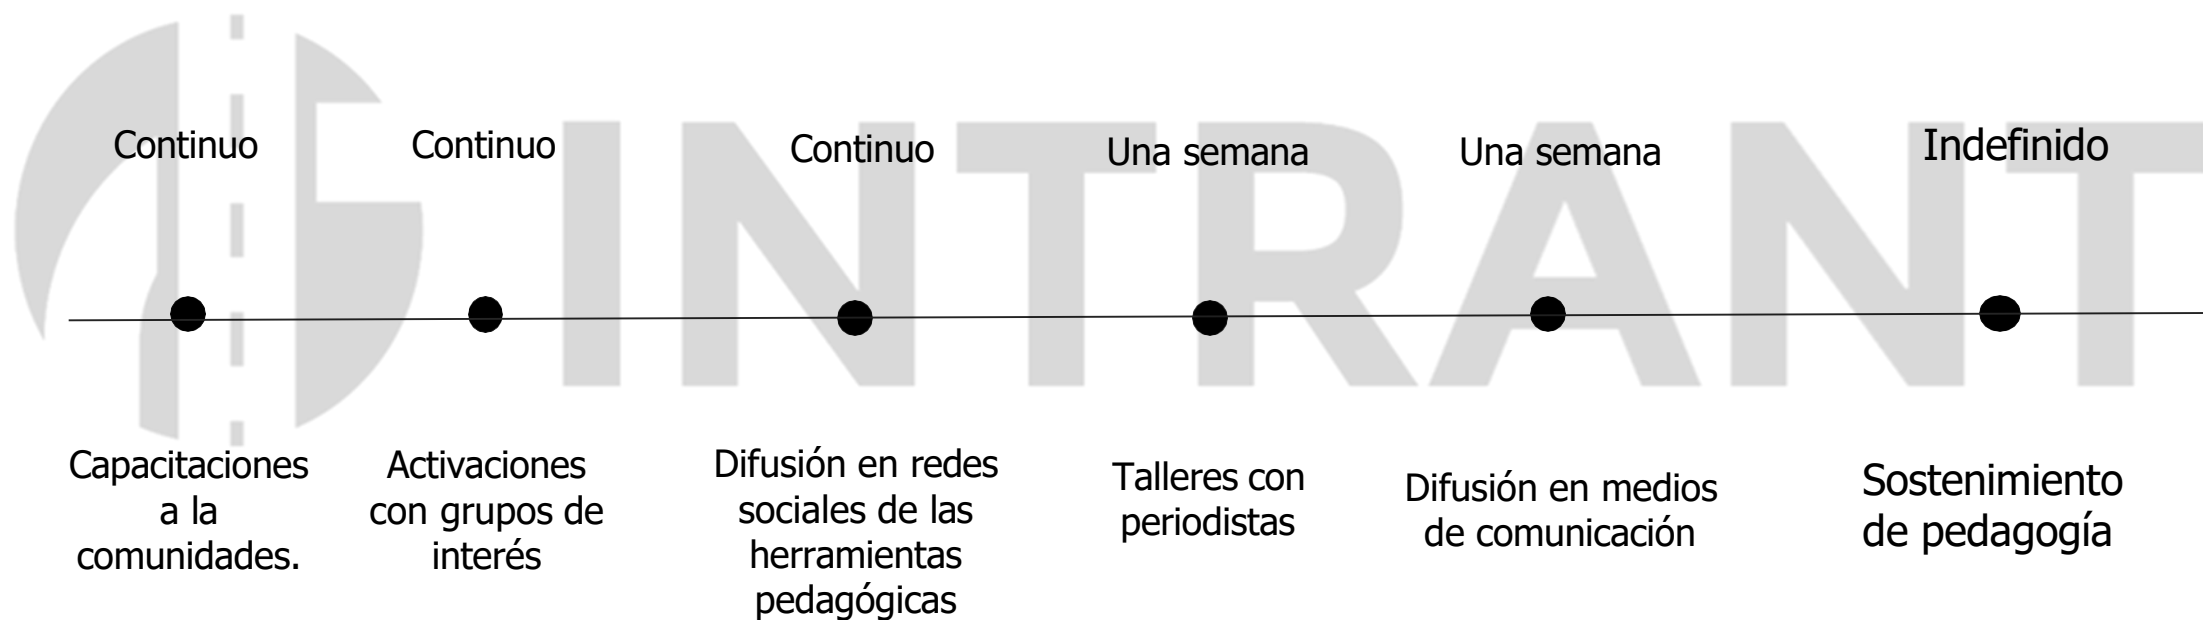 INTRANT
Continuo
Continuo
Continuo
Una semana
Una semana
Indefinido
Capacitaciones
a la
comunidades.
Activaciones
con grupos de
interés
Difusión en redes
sociales de las
herramientas
pedagógicas
Talleres con
periodistas
Difusión en medios
de comunicación
Sostenimiento
de pedagogía